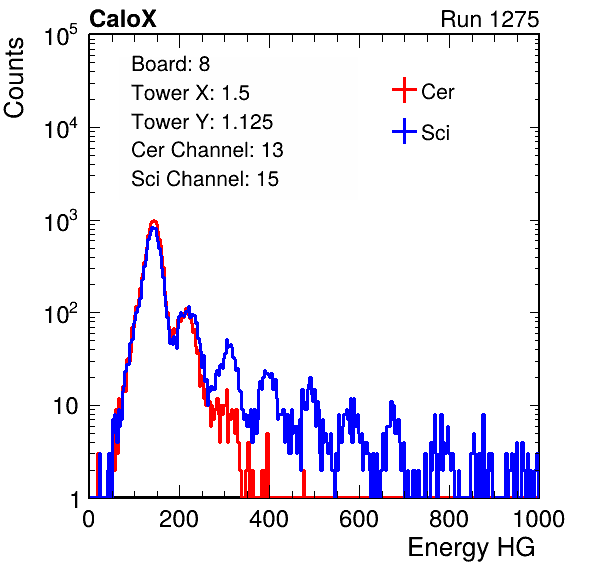 CaloX Run 1275
Counts
10^5
Board: 8
Tower X: 1.5
Tower Y: 1.125
Cer Channel: 13
Sci Channel: 15
Cer
Sci
10^4
10^3
10^2
10
1
0 200 400 600 800 1000
Energy HG